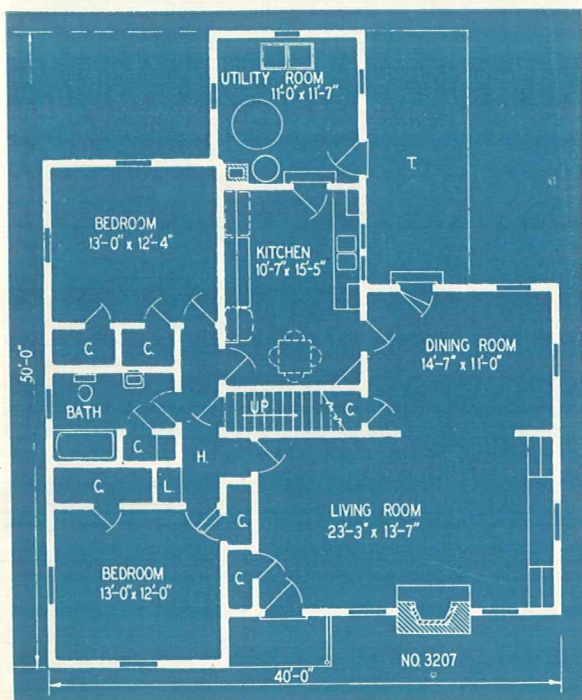 UTILITY ROOM
11'-0" x 11'-7"
T.
BEDROOM
13'-0" x 12'-4"
KITCHEN
10'-7" x 15'-5"
DINING ROOM
14'-7" x 11'-0"
C.
C.
50'-0"
BATH
UP
C.
C.
H.
C.
L.
C.
LIVING ROOM
23'-3" x 13'-7"
BEDROOM
13'-0" x 12'-0"
C.
NO. 3207
40'-0"